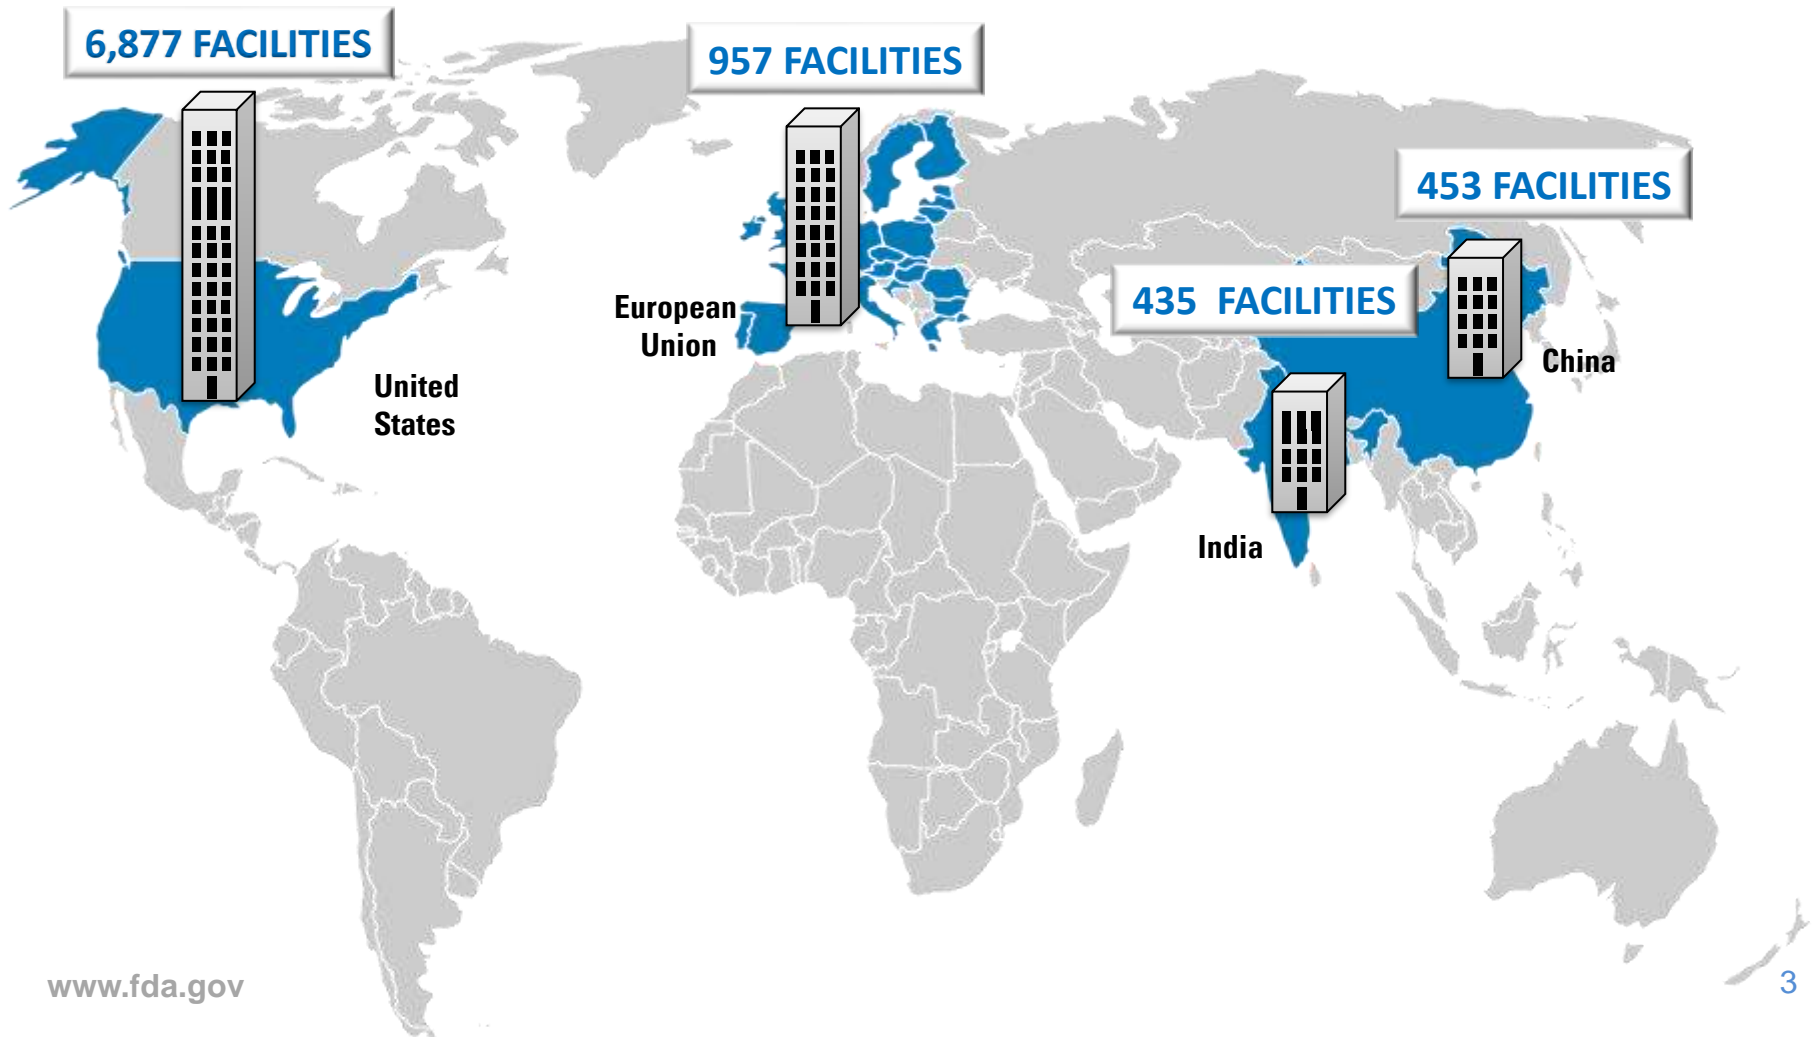 6,877 FACILITIES
957 FACILITIES
453 FACILITIES
435 FACILITIES
European
Union
United
States
China
India
www.fda.gov
3